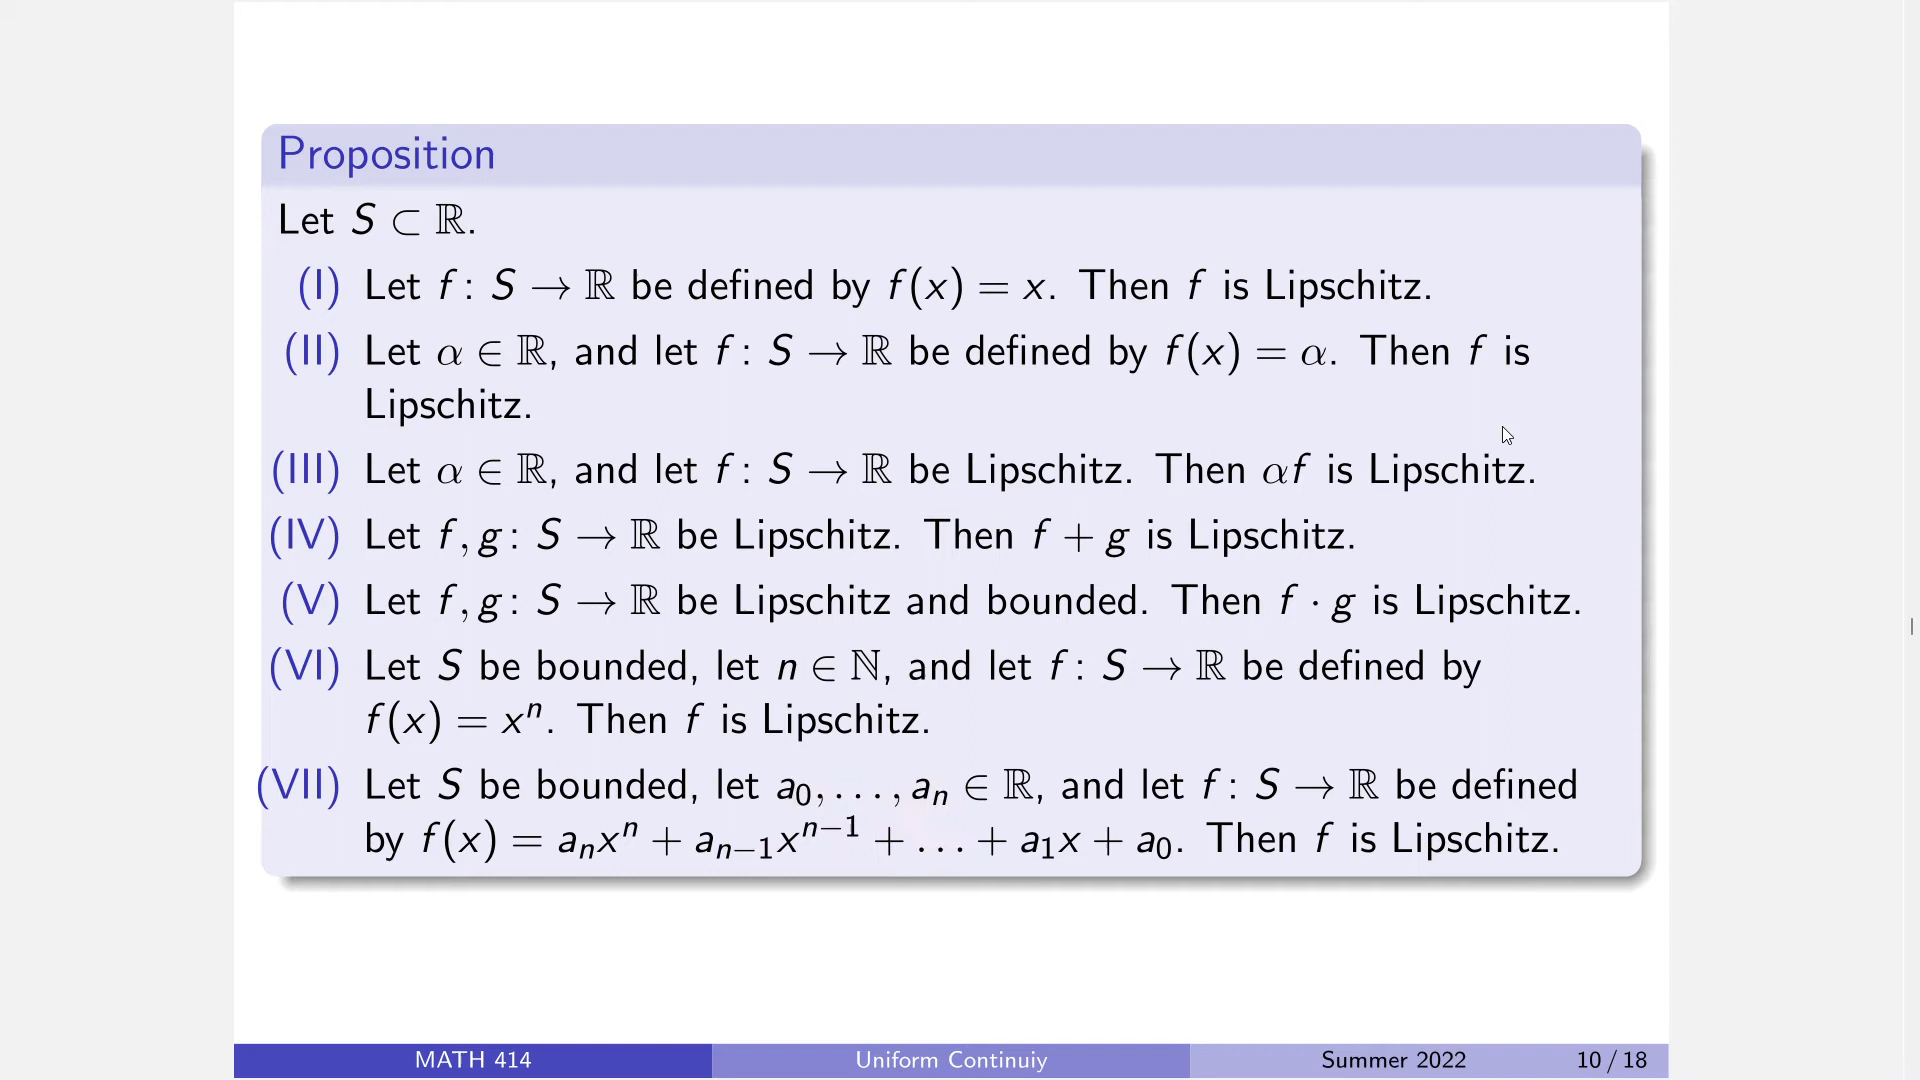 Proposition
Let S ⊂ ℝ.
(I) Let f : S → ℝ be defined by f(x) = x. Then f is Lipschitz.
(II) Let α ∈ ℝ, and let f : S → ℝ be defined by f(x) = α. Then f is
Lipschitz.
(III) Let α ∈ ℝ, and let f : S → ℝ be Lipschitz. Then αf is Lipschitz.
(IV) Let f, g : S → ℝ be Lipschitz. Then f + g is Lipschitz.
(V) Let f, g : S → ℝ be Lipschitz and bounded. Then f · g is Lipschitz.
(VI) Let S be bounded, let n ∈ ℕ, and let f : S → ℝ be defined by
f(x) = xⁿ. Then f is Lipschitz.
(VII) Let S be bounded, let a₀, . . . , aₙ ∈ ℝ, and let f : S → ℝ be defined
by f(x) = aₙxⁿ + aₙ₋₁xⁿ⁻¹ + . . . + a₁x + a₀. Then f is Lipschitz.
MATH 414 Uniform Continuiy Summer 2022 10 / 18